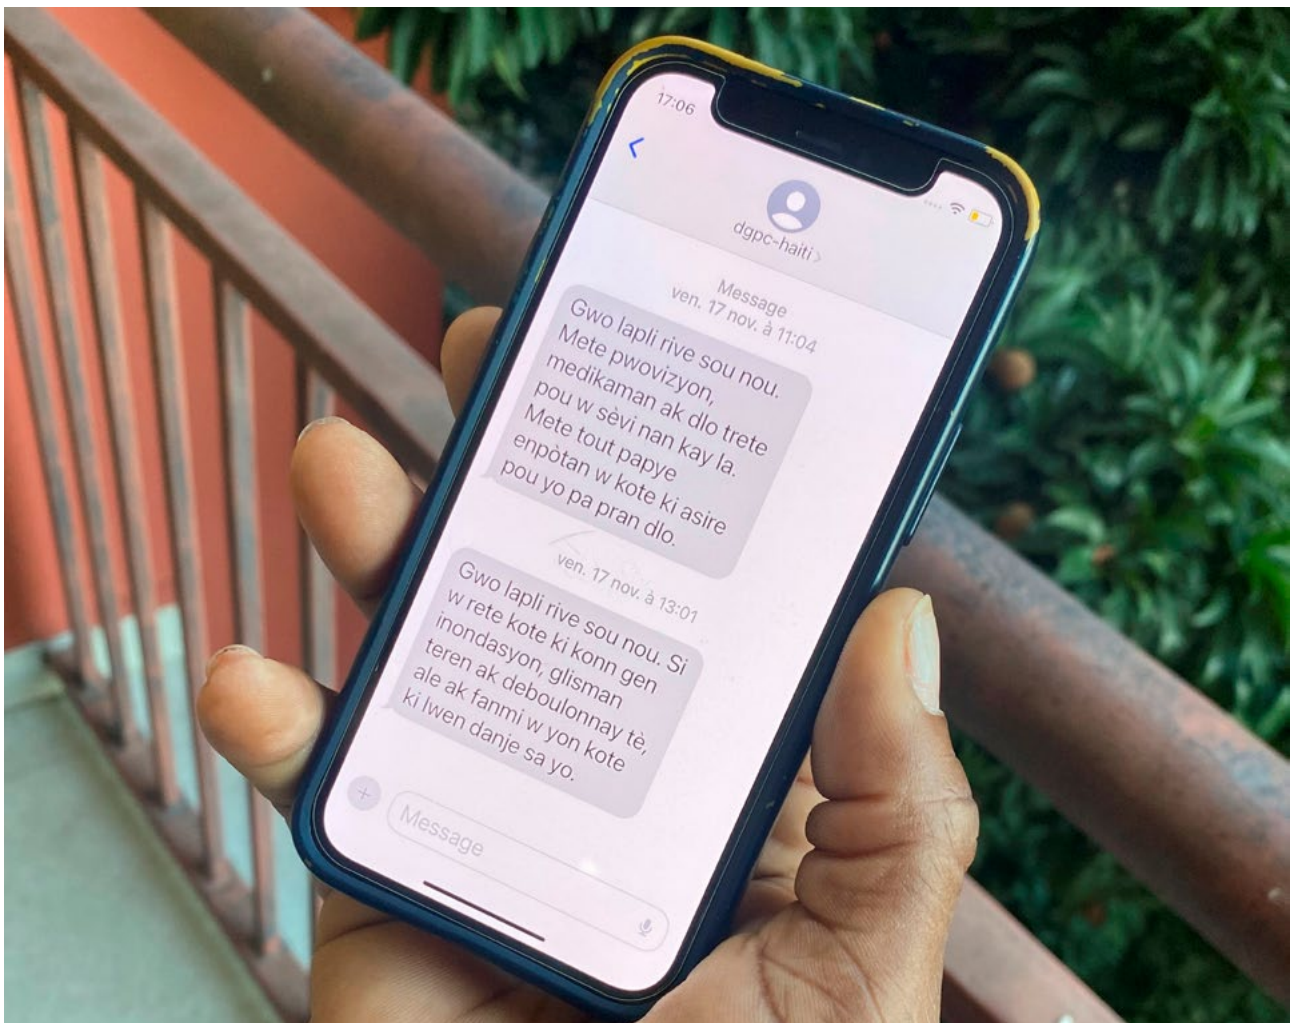 17:06
dgpc-haiti
Message
ven. 17 nov. à 11:04
Gwo lapli rive sou nou.
Mete pwovizyon,
medikaman ak dlo trete
pou w sèvi nan kay la.
Mete tout papye
enpòtan w kote ki asire
pou yo pa pran dlo.
ven. 17 nov. à 13:01
Gwo lapli rive sou nou. Si
w rete kote ki konn gen
inondasyon, glisman
teren ak deboulonnay tè,
ale ak fanmi w yon kote
ki lwen danje sa yo.
Message